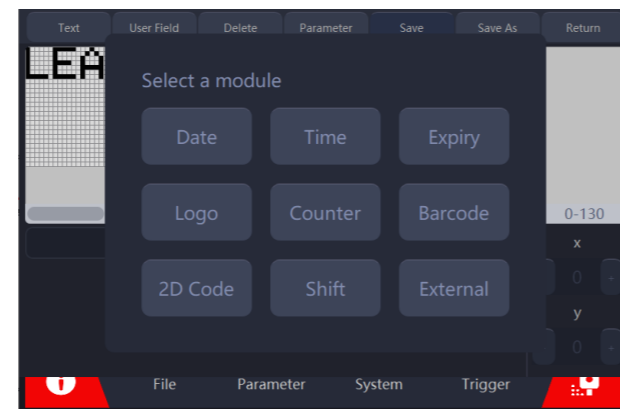 Text User Field Delete Parameter Save Save As Return
LEA
Select a module
Date Time Expiry
Logo Counter Barcode
0-130
x
2D Code Shift External
0 +
y
0 +
File Parameter System Trigger